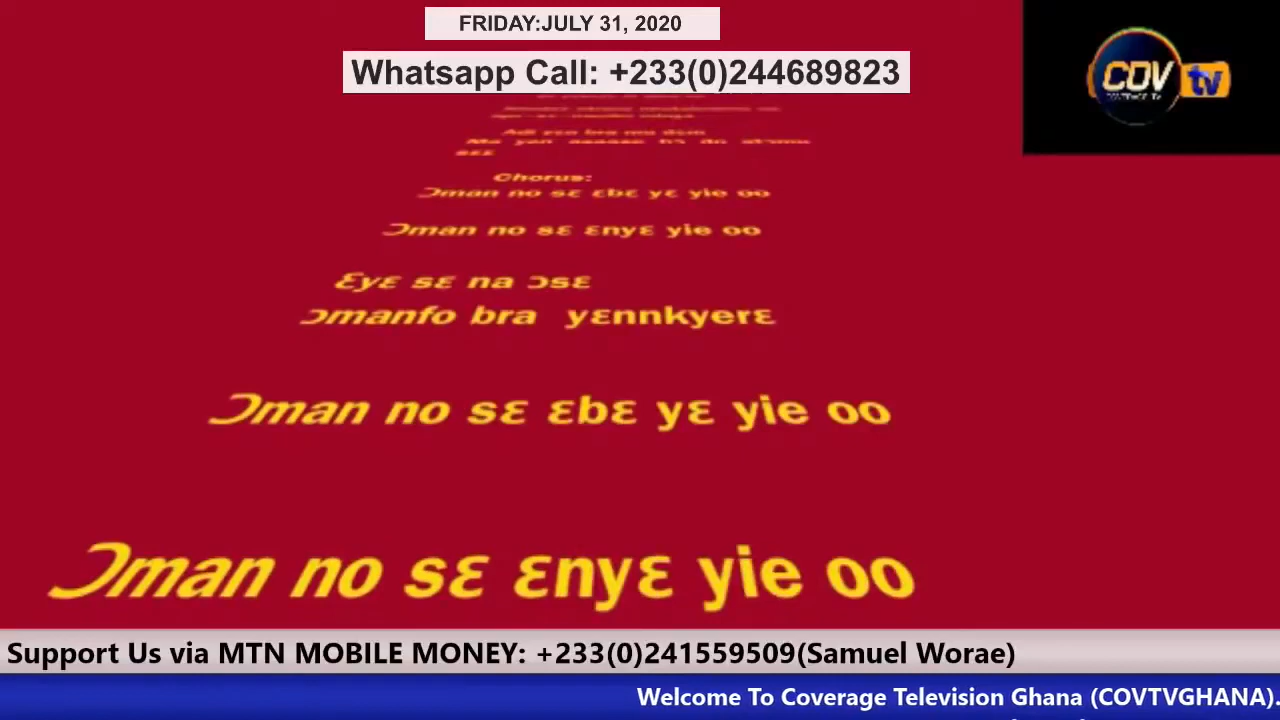 FRIDAY:JULY 31, 2020
Whatsapp Call: +233(0)244689823
COV tv
Chorus:
Ɔman no sɛ ɛbɛ yɛ yie oo
Ɔman no sɛ ɛnyɛ yie oo
Ɛyɛ sɛ na ɔsɛ
ɔmanfo bra yɛnnkyerɛ
Ɔman no sɛ ɛbɛ yɛ yie oo
Ɔman no sɛ ɛnyɛ yie oo
Support Us via MTN MOBILE MONEY: +233(0)241559509(Samuel Worae)
Welcome To Coverage Television Ghana (COVTVGHANA).